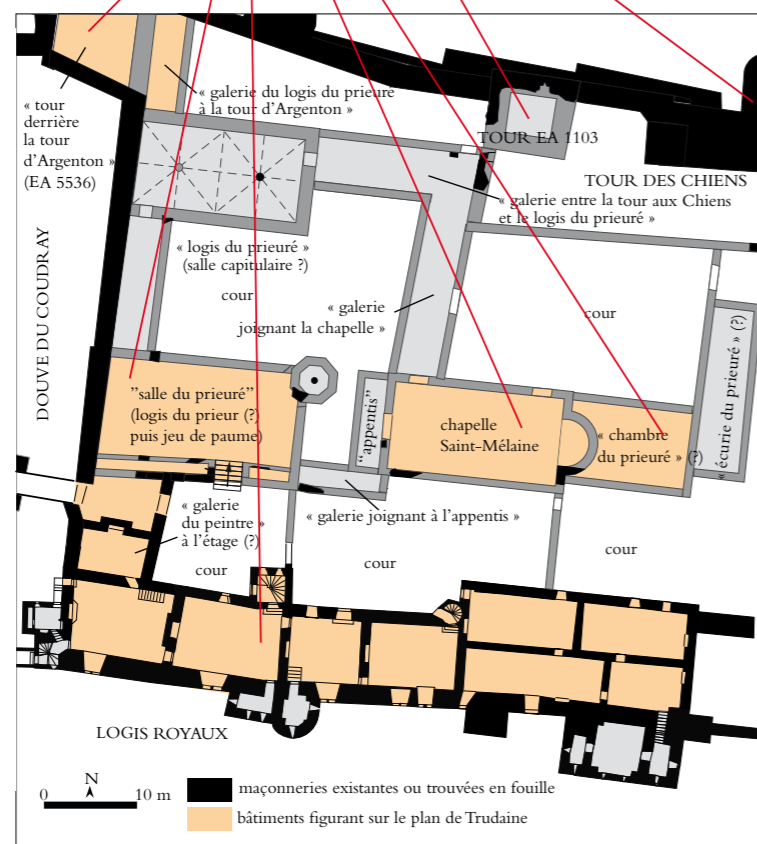 « tour
derrière
la tour
d'Argenton »
(EA 5536)
« galerie du logis du prieuré
à la tour d'Argenton »
TOUR EA 1103
TOUR DES CHIENS
« galerie entre la tour aux Chiens
et le logis du prieuré »
« logis du prieuré »
(salle capitulaire ?)
cour
« galerie
joignant la chapelle »
cour
DOUVE DU COUDRAY
"salle du prieuré"
(logis du prieur (?)
puis jeu de paume)
"appentis"
chapelle
Saint-Mélaine
« chambre
du prieuré » (?)
« écurie du prieuré » (?)
« galerie
du peintre »
à l'étage (?)
« galerie joignant à l'appentis »
cour
cour
cour
LOGIS ROYAUX
N
0 10 m
maçonneries existantes ou trouvées en fouille
bâtiments figurant sur le plan de Trudaine